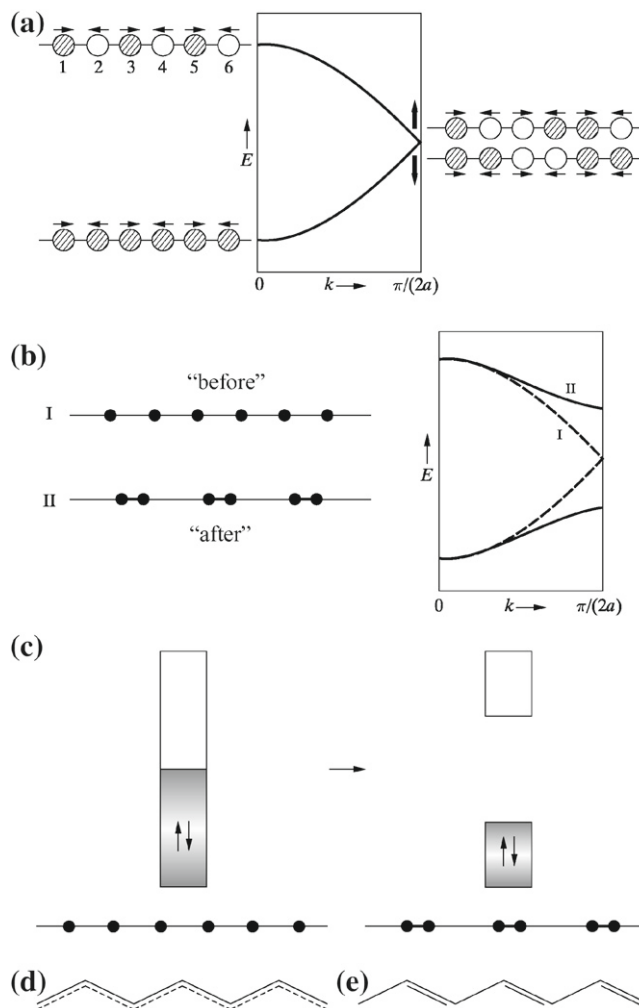 (a)
1 2 3 4 5 6
E
0 k π/(2a)
(b)
"before"
I
II
"after"
II
I
E
0 k π/(2a)
(c)
(d) (e)